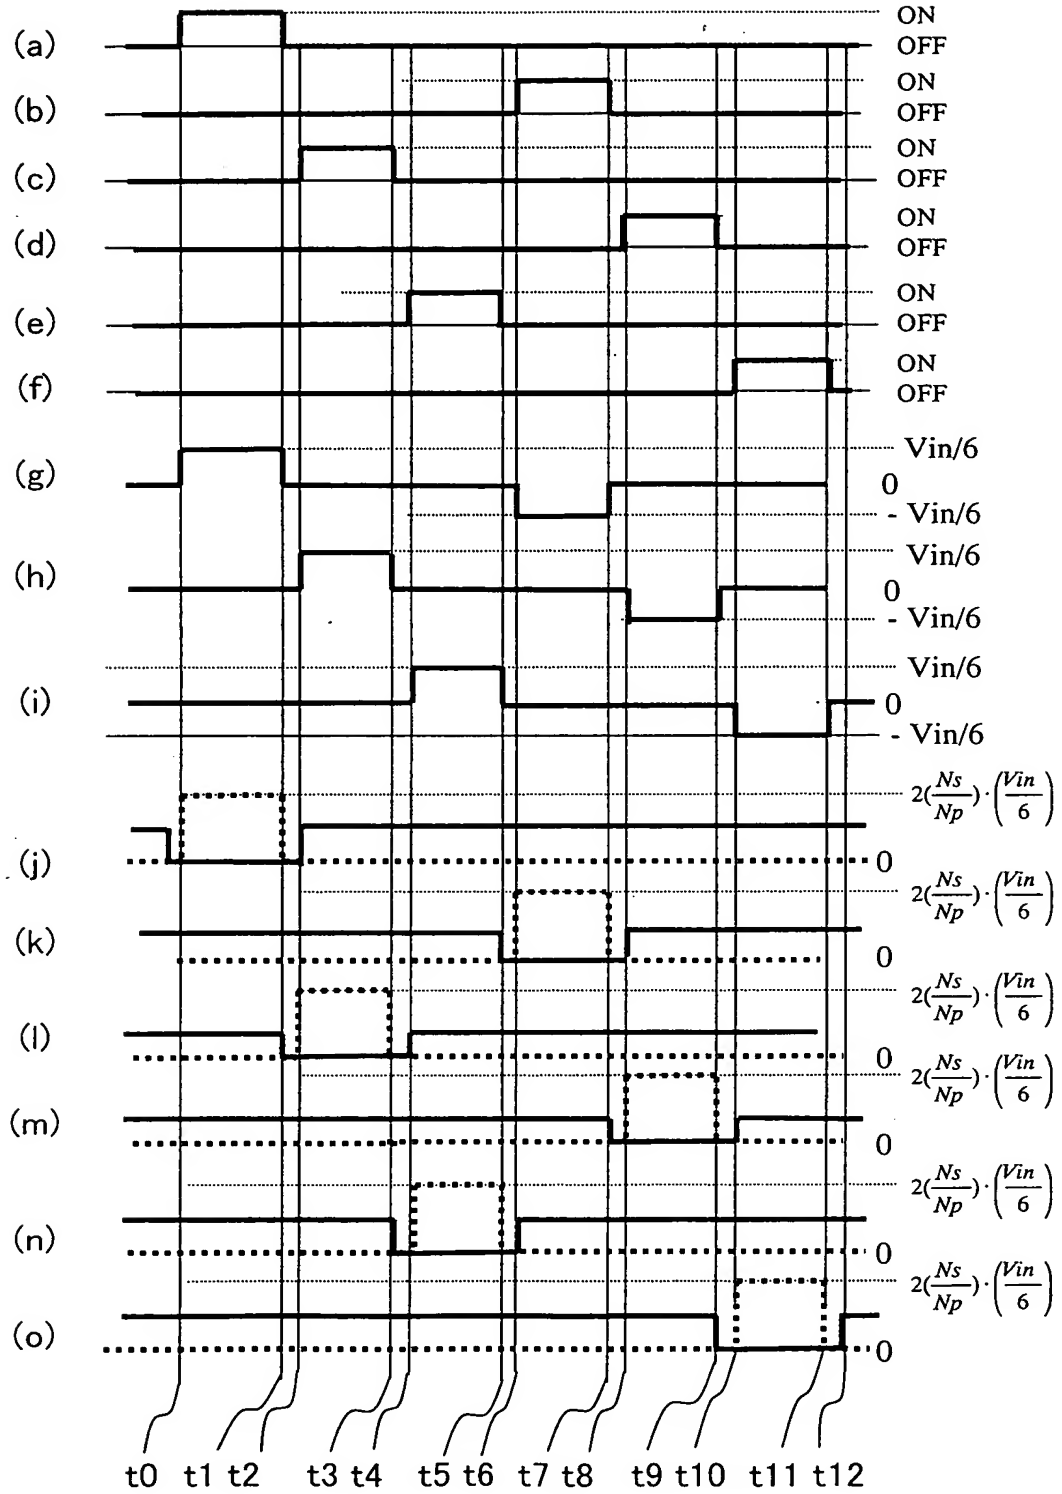 (a) ON
OFF
(b) ON
OFF
(c) ON
OFF
(d) ON
OFF
(e) ON
OFF
(f) ON
OFF
(g) Vin/6
0
- Vin/6
(h) Vin/6
0
- Vin/6
(i) Vin/6
0
- Vin/6
(j) 2(Ns/Np)·(Vin/6)
0
(k) 2(Ns/Np)·(Vin/6)
0
(l) 2(Ns/Np)·(Vin/6)
0
(m) 2(Ns/Np)·(Vin/6)
0
(n) 2(Ns/Np)·(Vin/6)
0
(o) 2(Ns/Np)·(Vin/6)
0
t0 t1 t2 t3 t4 t5 t6 t7 t8 t9 t10 t11 t12